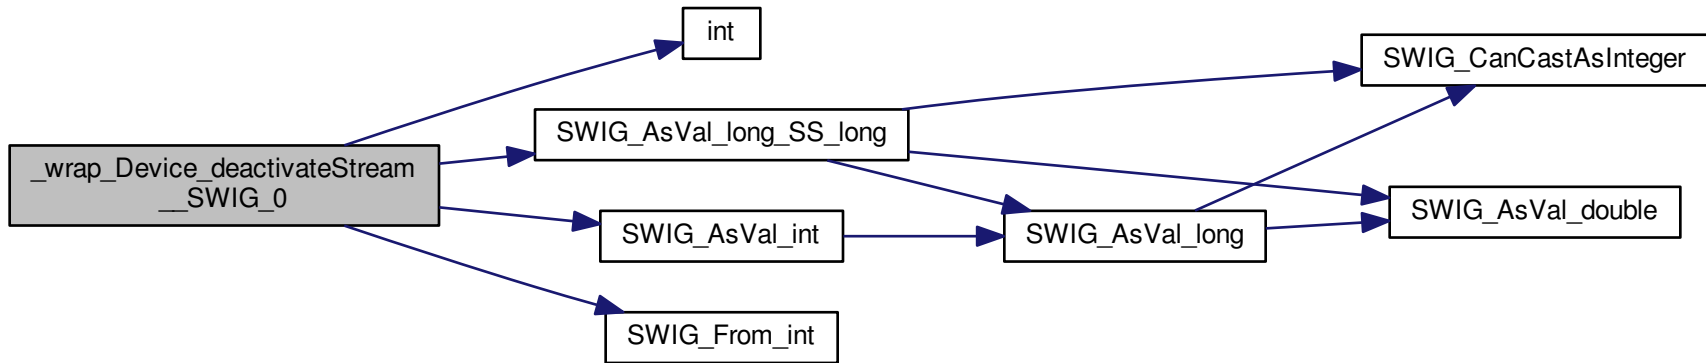 _wrap_Device_deactivateStream
__SWIG_0
int
SWIG_AsVal_long_SS_long
SWIG_AsVal_int
SWIG_From_int
SWIG_AsVal_long
SWIG_CanCastAsInteger
SWIG_AsVal_double